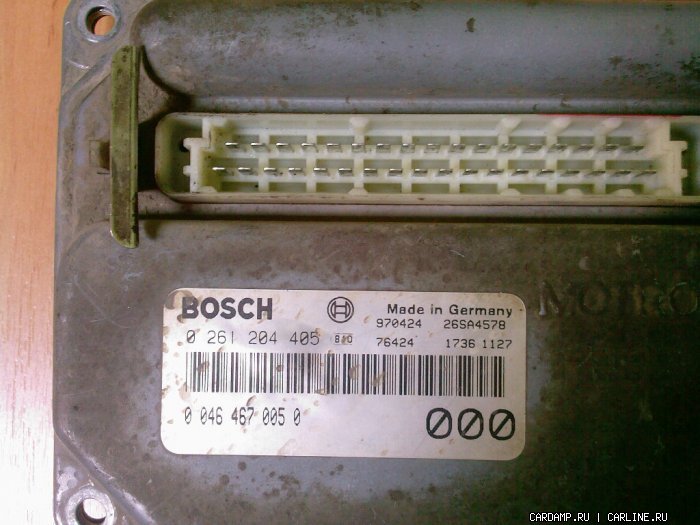 MOTRO
BOSCH Made in Germany
970424 26SA4578
0 261 204 405 76424 1736 1127
0 046 467 005 0 000
CARDAMP.RU | CARLINE.RU